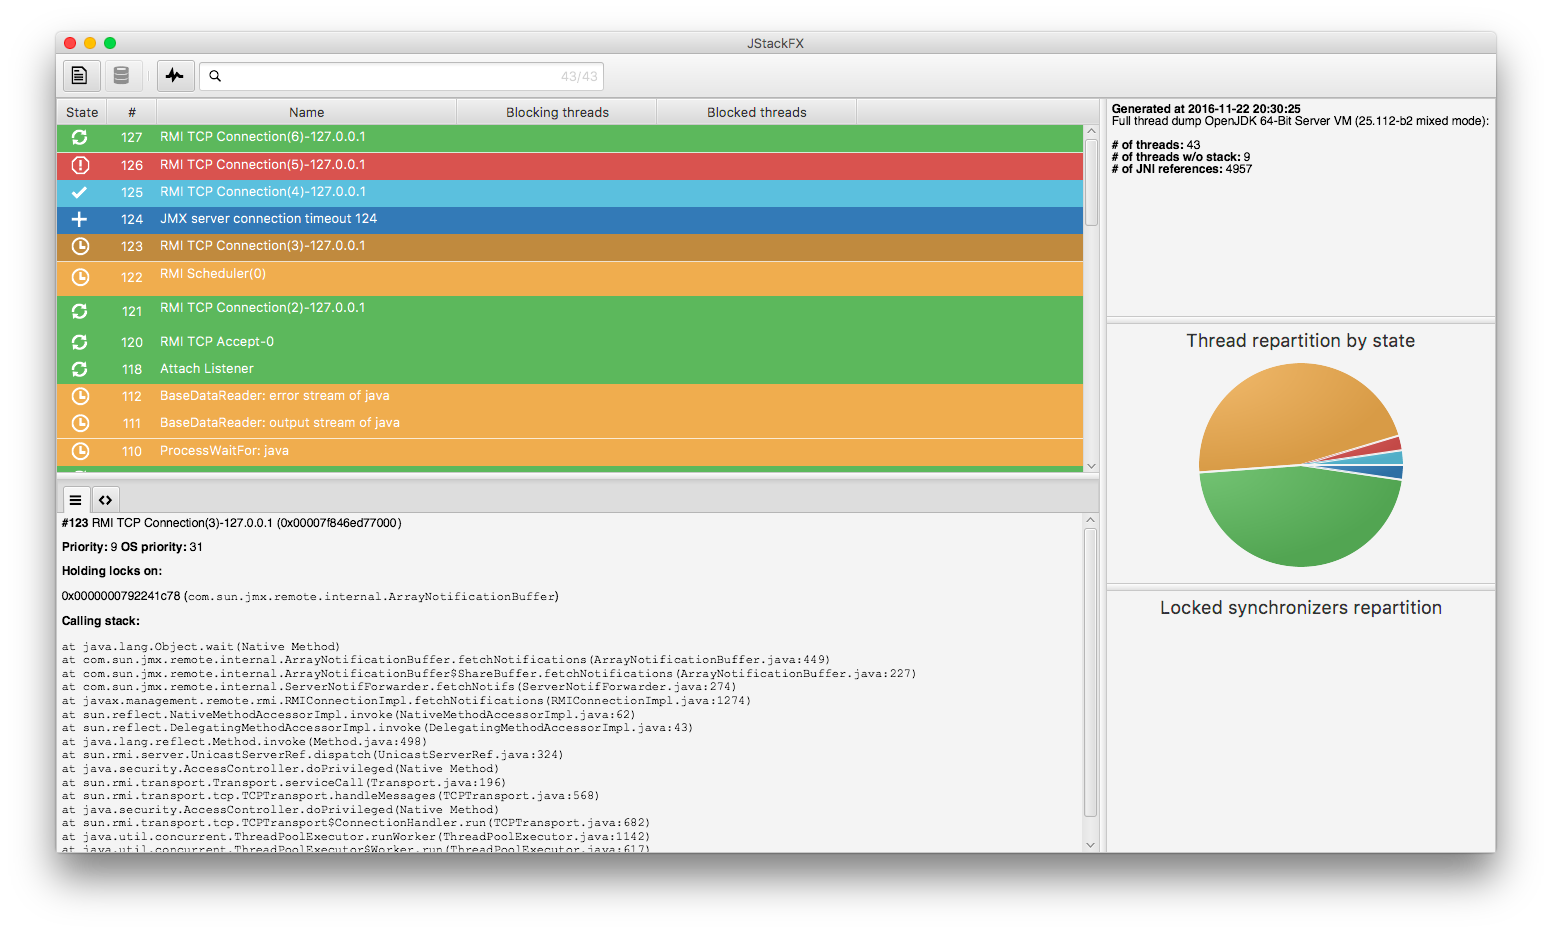 JStackFX
43/43
State # Name Blocking threads Blocked threads
127 RMI TCP Connection(6)-127.0.0.1
126 RMI TCP Connection(5)-127.0.0.1
125 RMI TCP Connection(4)-127.0.0.1
124 JMX server connection timeout 124
123 RMI TCP Connection(3)-127.0.0.1
122 RMI Scheduler(0)
121 RMI TCP Connection(2)-127.0.0.1
120 RMI TCP Accept-0
118 Attach Listener
112 BaseDataReader: error stream of java
111 BaseDataReader: output stream of java
110 ProcessWaitFor: java
#123 RMI TCP Connection(3)-127.0.0.1 (0x00007f846ed77000)
Priority: 9 OS priority: 31
Holding locks on:
0x0000000792241c78 (com.sun.jmx.remote.internal.ArrayNotificationBuffer)
Calling stack:
at java.lang.Object.wait(Native Method)
at com.sun.jmx.remote.internal.ArrayNotificationBuffer.fetchNotifications(ArrayNotificationBuffer.java:449)
at com.sun.jmx.remote.internal.ArrayNotificationBuffer$ShareBuffer.fetchNotifications(ArrayNotificationBuffer.java:227)
at com.sun.jmx.remote.internal.ServerNotifForwarder.fetchNotifs(ServerNotifForwarder.java:274)
at javax.management.remote.rmi.RMIConnectionImpl.fetchNotifications(RMIConnectionImpl.java:1274)
at sun.reflect.NativeMethodAccessorImpl.invoke(NativeMethodAccessorImpl.java:62)
at sun.reflect.DelegatingMethodAccessorImpl.invoke(DelegatingMethodAccessorImpl.java:43)
at java.lang.reflect.Method.invoke(Method.java:498)
at sun.rmi.server.UnicastServerRef.dispatch(UnicastServerRef.java:324)
at java.security.AccessController.doPrivileged(Native Method)
at sun.rmi.transport.Transport.serviceCall(Transport.java:196)
at sun.rmi.transport.tcp.TCPTransport.handleMessages(TCPTransport.java:568)
at java.security.AccessController.doPrivileged(Native Method)
at sun.rmi.transport.tcp.TCPTransport$ConnectionHandler.run(TCPTransport.java:682)
at java.util.concurrent.ThreadPoolExecutor.runWorker(ThreadPoolExecutor.java:1142)
at java.util.concurrent.ThreadPoolExecutor$Worker.run(ThreadPoolExecutor.java:617)
Generated at 2016-11-22 20:30:25
Full thread dump OpenJDK 64-Bit Server VM (25.112-b2 mixed mode):
# of threads: 43
# of threads w/o stack: 9
# of JNI references: 4957
Thread repartition by state
Locked synchronizers repartition